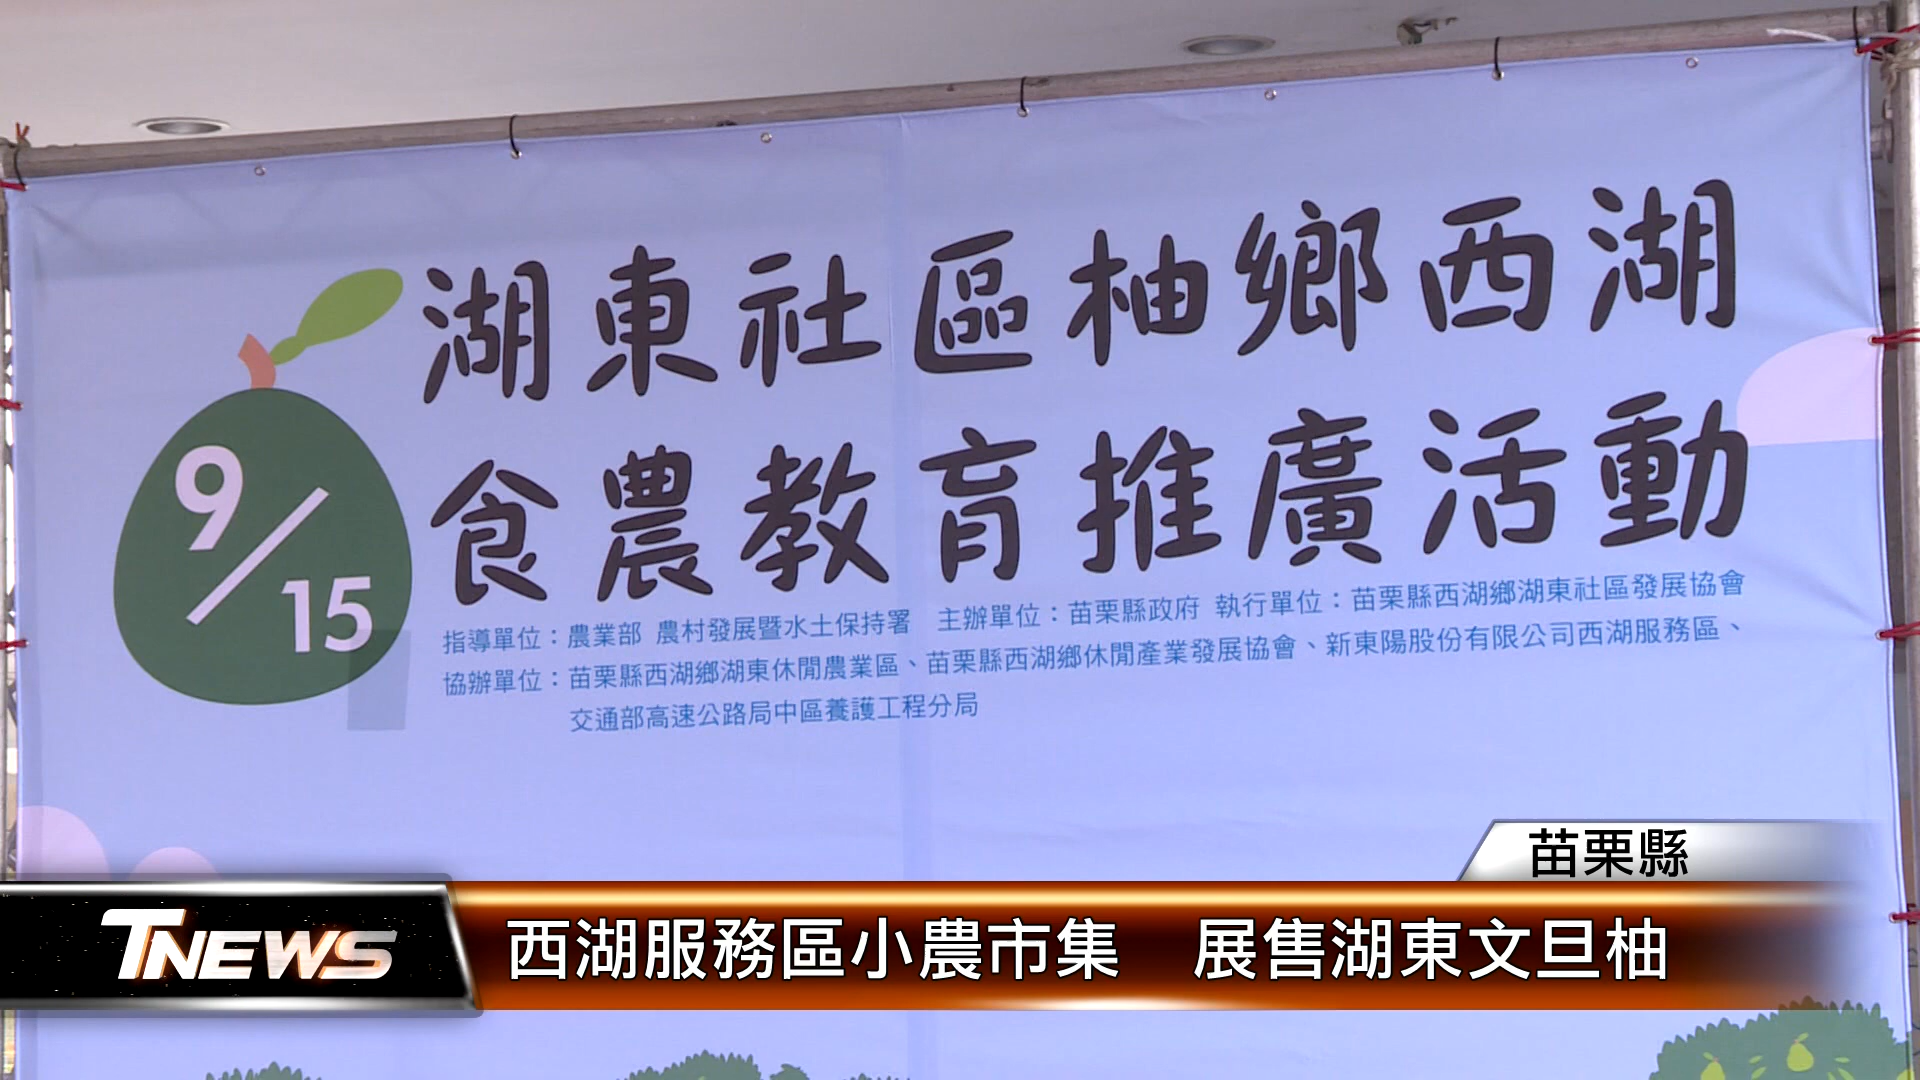 湖東社區柚鄉西湖
食農教育推廣活動
9/15
指導單位：農業部 農村發展暨水土保持署 主辦單位：苗栗縣政府 執行單位：苗栗縣西湖鄉湖東社區發展協會
協辦單位：苗栗縣西湖鄉湖東休閒農業區、苗栗縣西湖鄉休閒產業發展協會、新東陽股份有限公司西湖服務區、
交通部高速公路局中區養護工程分局
苗栗縣
TNEWS
西湖服務區小農市集 展售湖東文旦柚